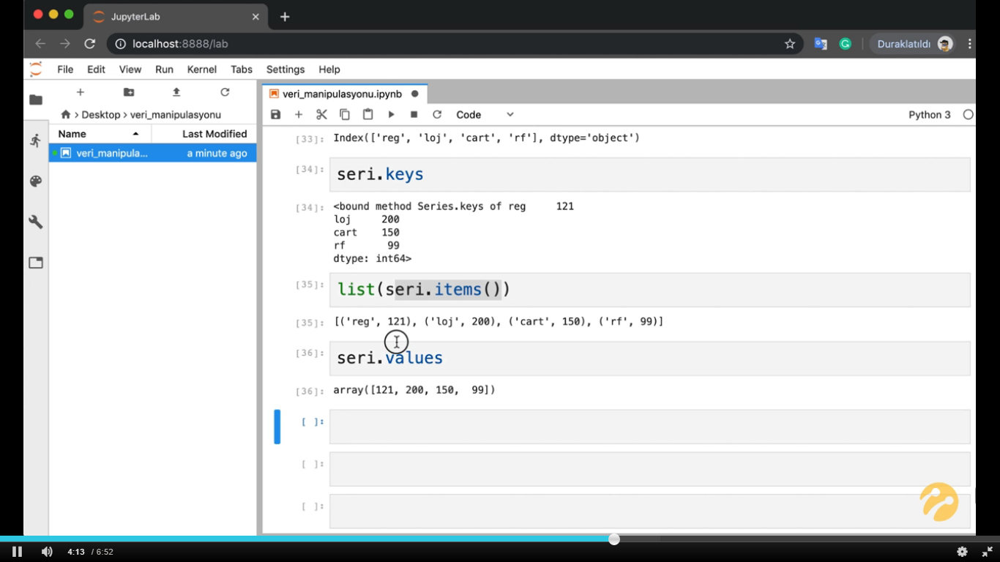 JupyterLab
localhost:8888/lab
Duraklatıldı
File Edit View Run Kernel Tabs Settings Help
veri_manipulasyonu.ipynb
Desktop > veri_manipulasyonu
Code
Python 3
Name Last Modified
veri_manipula... a minute ago
[33]: Index(['reg', 'loj', 'cart', 'rf'], dtype='object')
[34]: seri.keys
[34]: <bound method Series.keys of reg 121
loj 200
cart 150
rf 99
dtype: int64>
[35]: list(seri.items())
[35]: [('reg', 121), ('loj', 200), ('cart', 150), ('rf', 99)]
[36]: seri.values
[36]: array([121, 200, 150, 99])
[ ]:
[ ]:
[ ]:
4:13 / 6:52